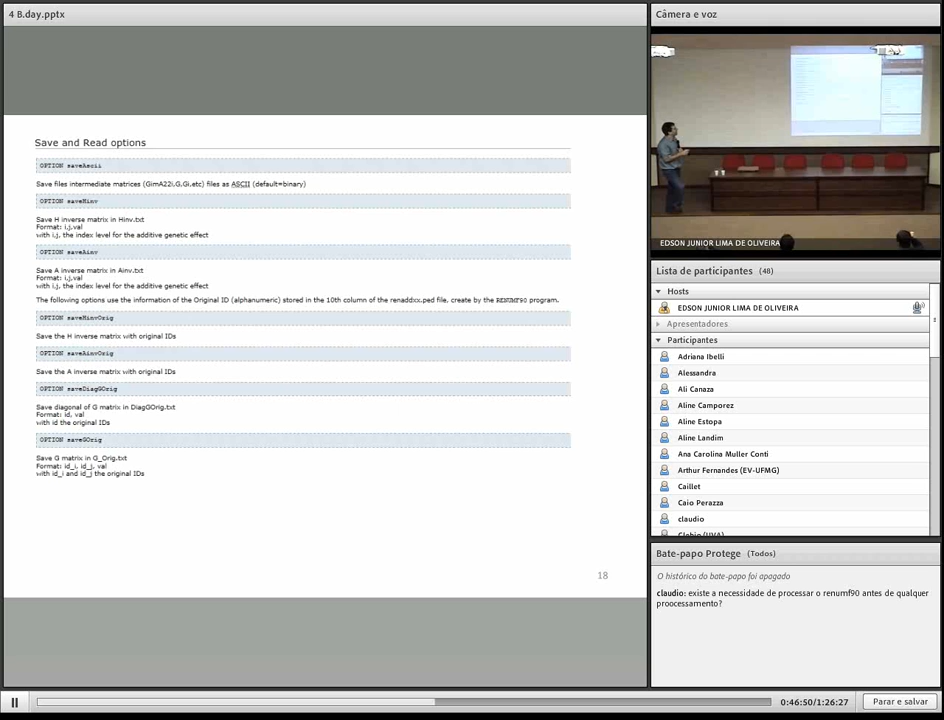 4 B.day.pptx
Save and Read options
OPTION saveAscii
Save files intermediate matrices (GimA22i,G,Gi,etc) files as ASCII (default=binary)
OPTION saveHinv
Save H inverse matrix in Hinv.txt
Format: i,j,val
with i,j, the index level for the additive genetic effect
OPTION saveAinv
Save A inverse matrix in Ainv.txt
Format: i,j,val
with i,j, the index level for the additive genetic effect
The following options use the information of the Original ID (alphanumeric) stored in the 10th column of the renaddxx.ped file, create by the RENUMF90 program.
OPTION saveHinvOrig
Save the H inverse matrix with original IDs
OPTION saveAinvOrig
Save the A inverse matrix with original IDs
OPTION saveDiagGOrig
Save diagonal of G matrix in DiagGOrig.txt
Format: id, val
with id the original IDs
OPTION saveGOrig
Save G matrix in G_Orig.txt
Format: id_i, id_j, val
with id_i and id_j the original IDs
18
Câmera e voz
EDSON JUNIOR LIMA DE OLIVEIRA
Lista de participantes (48)
Hosts
EDSON JUNIOR LIMA DE OLIVEIRA
Apresentadores
Participantes
Adriana Ibelli
Alessandra
Ali Canaza
Aline Camporez
Aline Estopa
Aline Landim
Ana Carolina Muller Conti
Arthur Fernandes (EV-UFMG)
Caillet
Caio Perazza
claudio
Bate-papo Protege (Todos)
O histórico do bate-papo foi apagado
claudio: existe a necessidade de processar o renumf90 antes de qualquer
proocessamento?
0:46:50/1:26:27
Parar e salvar